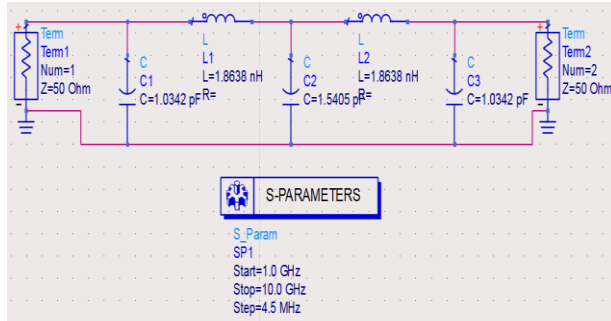 Term
Term1
Num=1
Z=50 Ohm
C
C1
C=1.0342 pF
L
L1
L=1.8638 nH
R=
C
C2
C=1.5405 pF
L
L2
L=1.8638 nH
R=
C
C3
C=1.0342 pF
Term
Term2
Num=2
Z=50 Ohm
S-PARAMETERS
S_Param
SP1
Start=1.0 GHz
Stop=10.0 GHz
Step=4.5 MHz